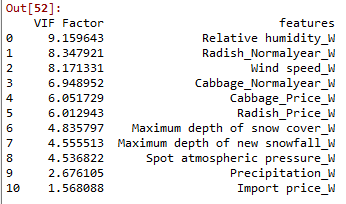 Out[52]:
VIF Factor features
0 9.159643 Relative humidity_W
1 8.347921 Radish_Normalyear_W
2 8.171331 Wind speed_W
3 6.948952 Cabbage_Normalyear_W
4 6.051729 Cabbage_Price_W
5 6.012943 Radish_Price_W
6 4.835797 Maximum depth of snow cover_W
7 4.555513 Maximum depth of new snowfall_W
8 4.536822 Spot atmospheric pressure_W
9 2.676105 Precipitation_W
10 1.568088 Import price_W